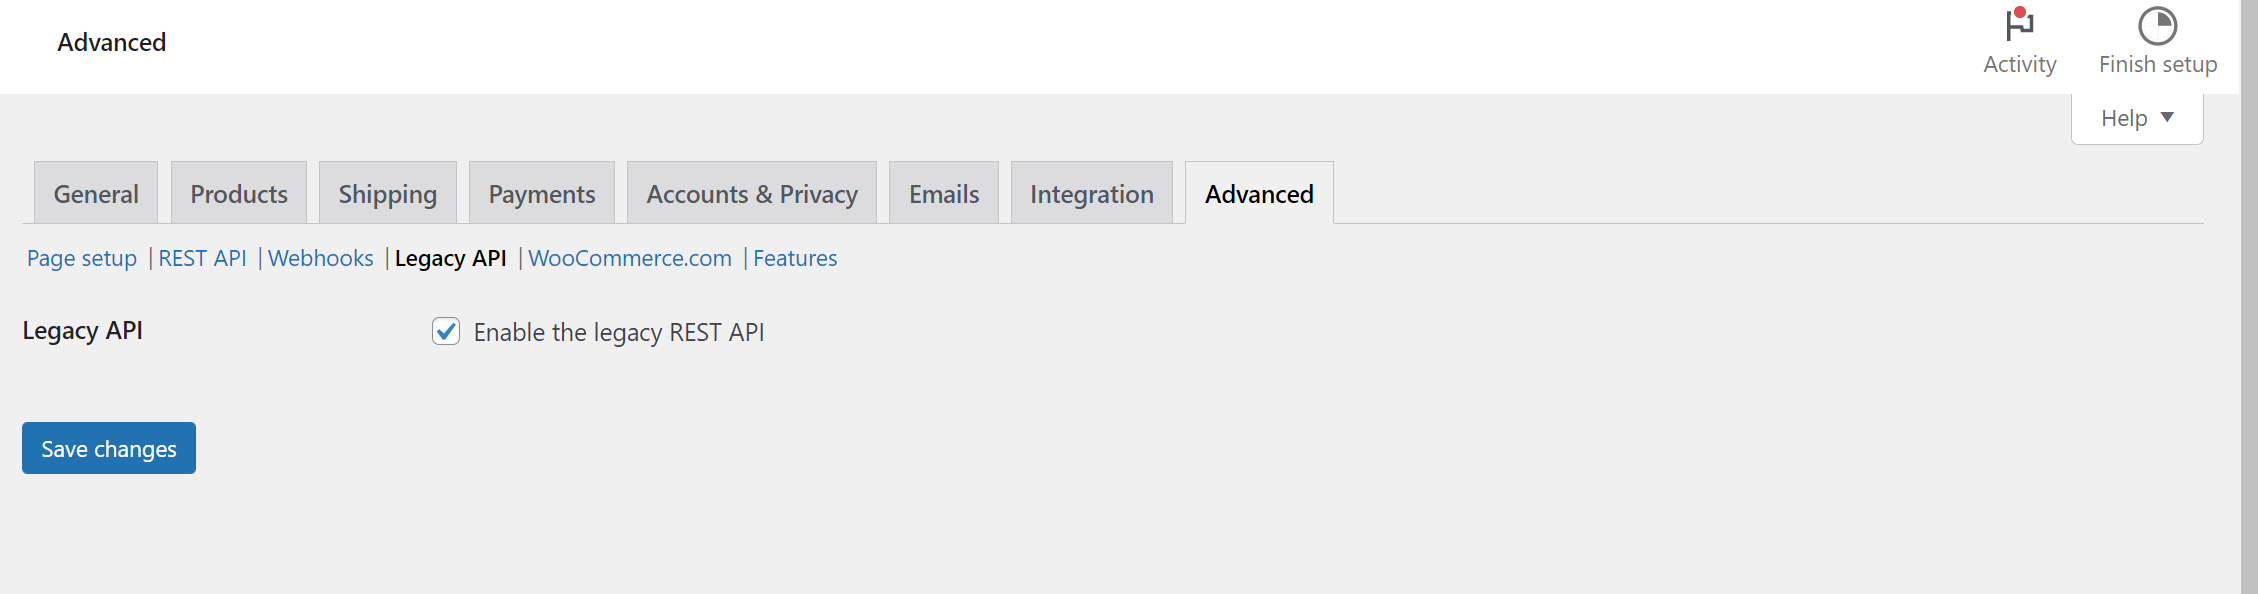 Advanced
Activity
Finish setup
Help
General Products Shipping Payments Accounts & Privacy Emails Integration Advanced
Page setup | REST API | Webhooks | Legacy API | WooCommerce.com | Features
Legacy API Enable the legacy REST API
Save changes